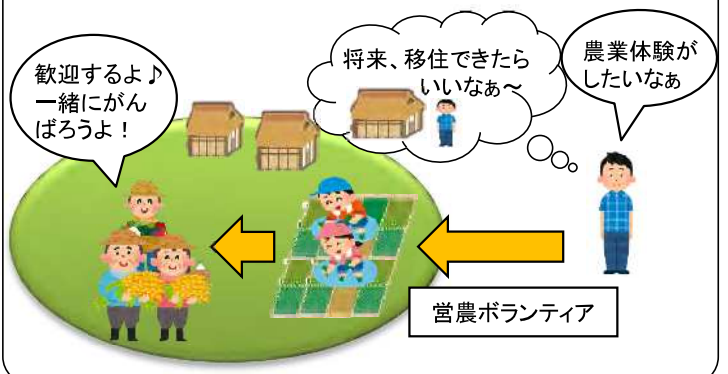 歓迎するよ♪
一緒にがん
ばろうよ！
将来、移住できたら
いいなぁ～
農業体験が
したいなぁ
営農ボランティア